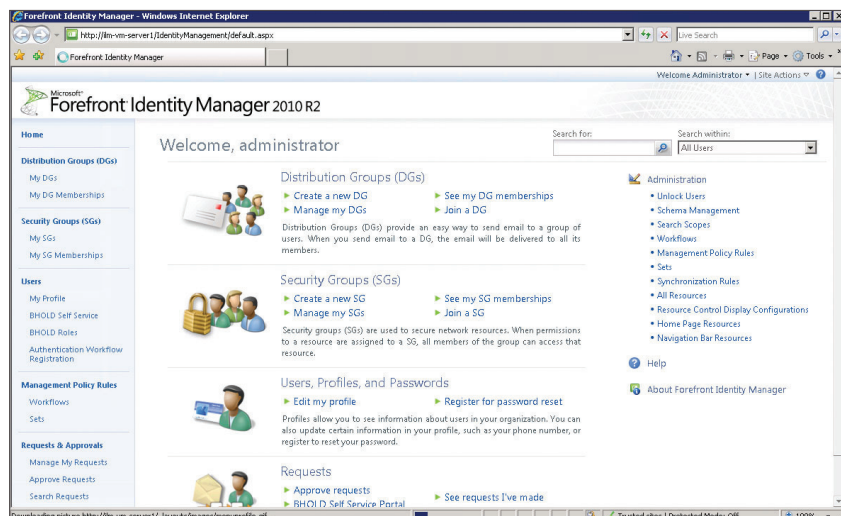 Forefront Identity Manager - Windows Internet Explorer
http://ilm-vm-server1/IdentityManagement/default.aspx
Live Search
Forefront Identity Manager
Page
Tools
Welcome Administrator | Site Actions
Microsoft
Forefront Identity Manager 2010 R2
Home
Distribution Groups (DGs)
My DGs
My DG Memberships
Security Groups (SGs)
My SGs
My SG Memberships
Users
My Profile
BHOLD Self Service
BHOLD Roles
Authentication Workflow
Registration
Management Policy Rules
Workflows
Sets
Requests & Approvals
Manage My Requests
Approve Requests
Search Requests
Welcome, administrator
Search for:
Search within:
All Users
Distribution Groups (DGs)
Create a new DG
See my DG memberships
Manage my DGs
Join a DG
Distribution Groups (DGs) provide an easy way to send email to a group of
users. When you send email to a DG, the email will be delivered to all its
members.
Security Groups (SGs)
Create a new SG
See my SG memberships
Manage my SGs
Join a SG
Security groups (SGs) are used to secure network resources. When permissions
to a resource are assigned to a SG, all members of the group can access that
resource.
Users, Profiles, and Passwords
Edit my profile
Register for password reset
Profiles allow you to see information about users in your organization. You can
also update certain information in your profile, such as your phone number, or
register to reset your password.
Requests
Approve requests
See requests I've made
BHOLD Self Service Portal
Administration
Unlock Users
Schema Management
Search Scopes
Workflows
Management Policy Rules
Sets
Synchronization Rules
All Resources
Resource Control Display Configurations
Home Page Resources
Navigation Bar Resources
Help
About Forefront Identity Manager
Trusted sites | Protected Mode: Off
100%